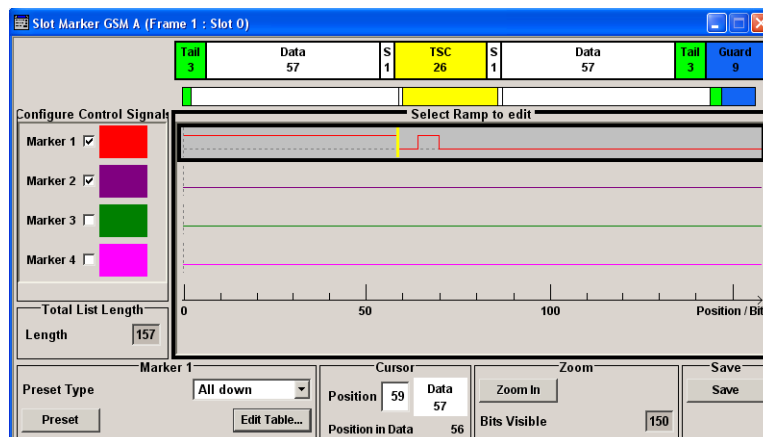 Slot Marker GSM A (Frame 1 : Slot 0)
Tail Data S TSC S Data Tail Guard
3 57 1 26 1 57 3 9
Configure Control Signals
Select Ramp to edit
Marker 1
Marker 2
Marker 3
Marker 4
0 50 100 Position / Bit
Total List Length
Length 157
Marker 1
Preset Type All down
Preset Edit Table...
Cursor
Position 59 Data
57
Position in Data 56
Zoom
Zoom In
Bits Visible 150
Save
Save